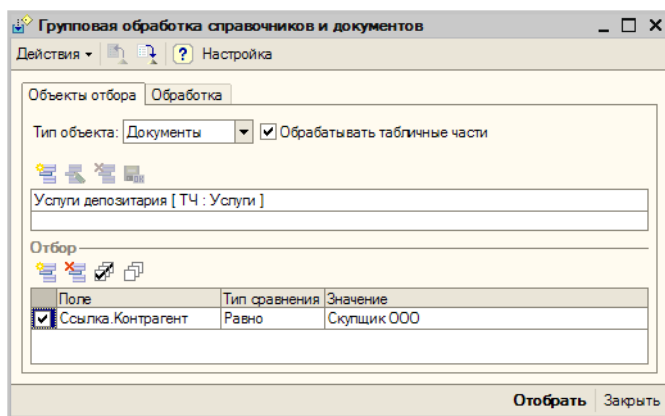 Групповая обработка справочников и документов
Действия ? Настройка
Объекты отбора Обработка
Тип объекта: Документы Обрабатывать табличные части
Услуги депозитария [ ТЧ : Услуги ]
Отбор
Поле Тип сравнения Значение
Ссылка.Контрагент Равно Скупщик ООО
Отобрать Закрыть